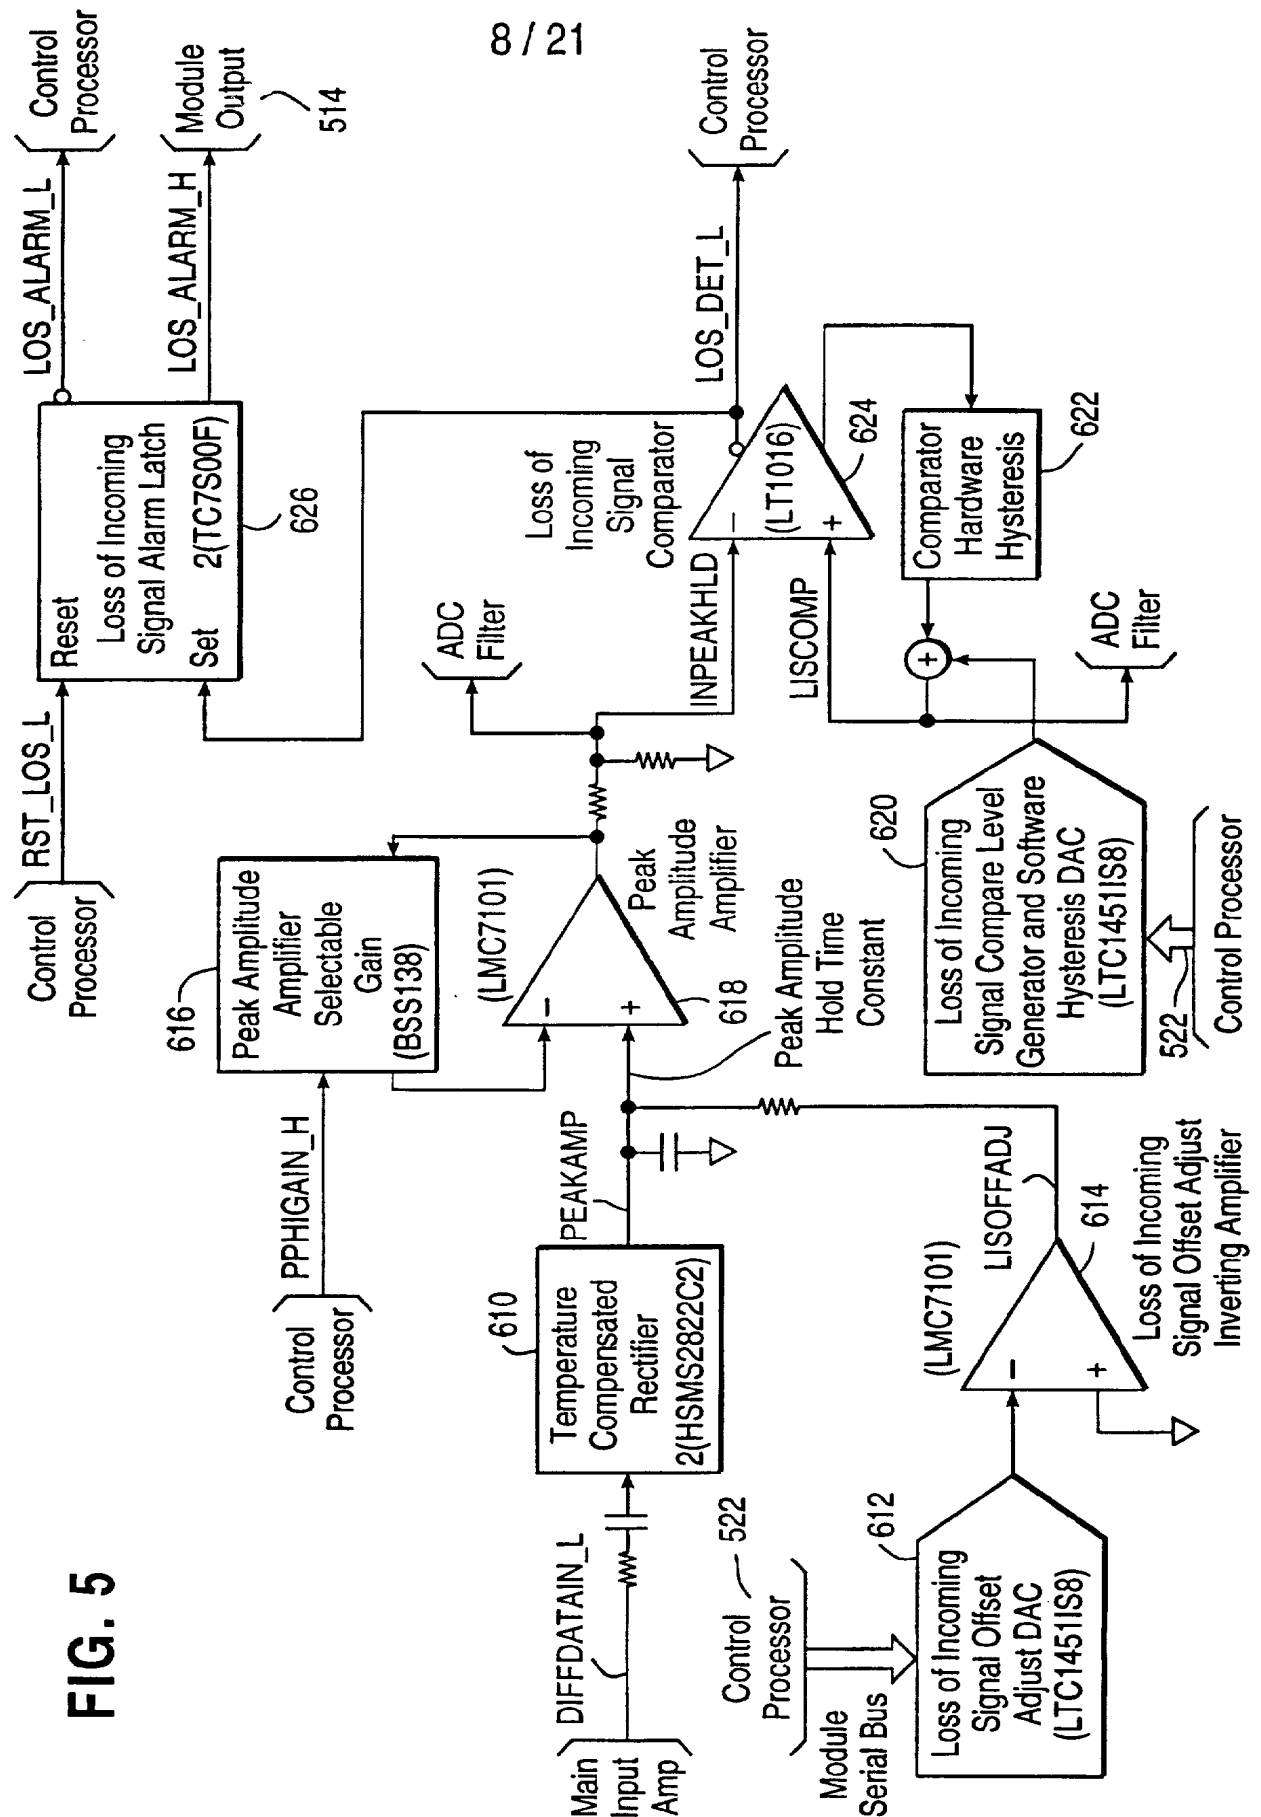 8 / 21
FIG. 5
Control
Processor
RST_LOS_L
Reset
Loss of Incoming
Signal Alarm Latch
Set 2(TC7S00F)
626
LOS_ALARM_L
Control
Processor
LOS_ALARM_H
Module
Output
514
Control
Processor
PPHIGAIN_H
616
Peak Amplitude
Amplifier
Selectable
Gain
(BSS138)
(LMC7101)
−
+
618
Peak
Amplitude
Amplifier
ADC
Filter
INPEAKHLD
Loss of
Incoming
Signal
Comparator
−
(LT1016)
+
624
LOS_DET_L
Control
Processor
Main
Input
Amp
DIFFDATAIN_L
610
Temperature
Compensated
Rectifier
2(HSMS2822C2)
PEAKAMP
Peak Amplitude
Hold Time
Constant
LISCOMP
+
Comparator
Hardware
Hysteresis
622
ADC
Filter
620
Loss of Incoming
Signal Compare Level
Generator and Software
Hysteresis DAC
(LTC1451IS8)
522
Control Processor
Control
Processor
522
Module
Serial Bus
612
Loss of Incoming
Signal Offset
Adjust DAC
(LTC1451IS8)
(LMC7101)
−
+
LISOFFADJ
614
Loss of Incoming
Signal Offset Adjust
Inverting Amplifier